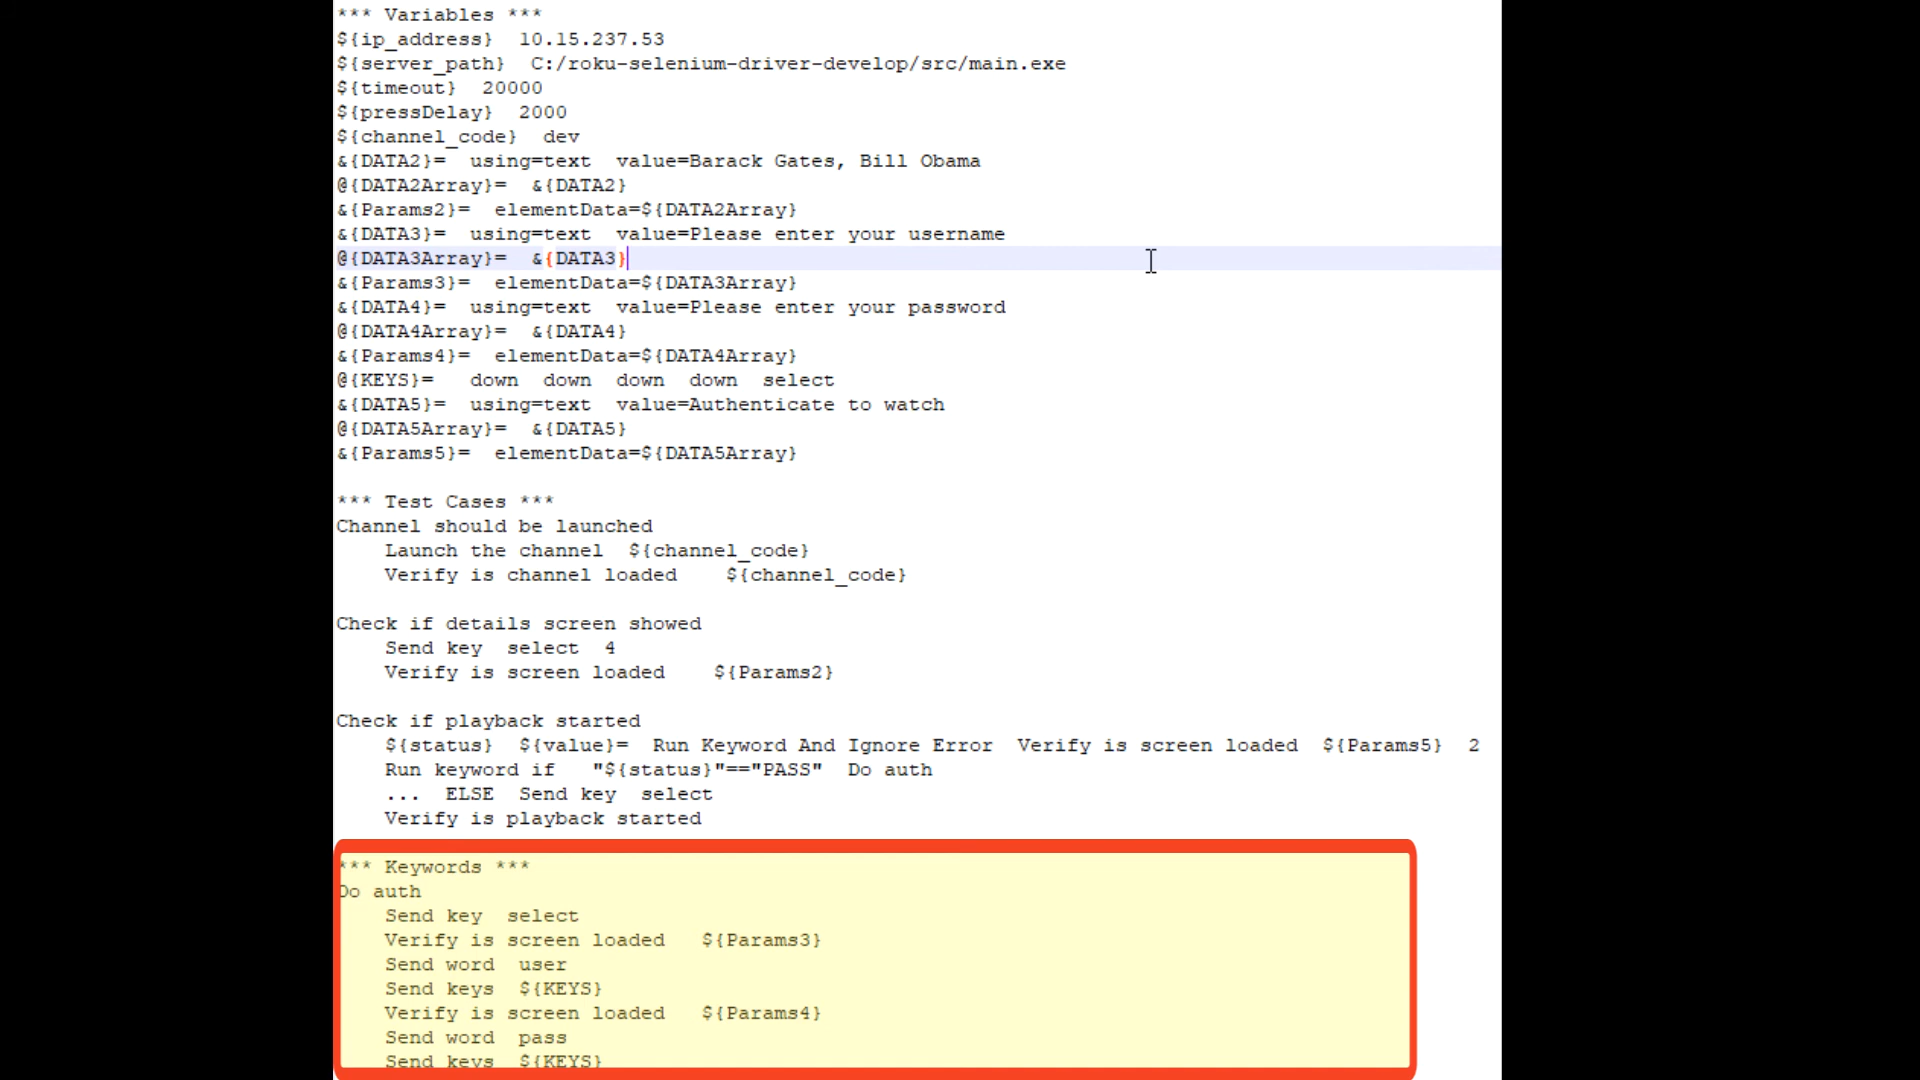 *** Variables ***
${ip_address}  10.15.237.53
${server_path}  C:/roku-selenium-driver-develop/src/main.exe
${timeout}  20000
${pressDelay}  2000
${channel_code}  dev
&{DATA2}=  using=text  value=Barack Gates, Bill Obama
@{DATA2Array}=  &{DATA2}
&{Params2}=  elementData=${DATA2Array}
&{DATA3}=  using=text  value=Please enter your username
@{DATA3Array}=  &{DATA3}
&{Params3}=  elementData=${DATA3Array}
&{DATA4}=  using=text  value=Please enter your password
@{DATA4Array}=  &{DATA4}
&{Params4}=  elementData=${DATA4Array}
@{KEYS}=   down  down  down  down  select
&{DATA5}=  using=text  value=Authenticate to watch
@{DATA5Array}=  &{DATA5}
&{Params5}=  elementData=${DATA5Array}

*** Test Cases ***
Channel should be launched
    Launch the channel  ${channel_code}
    Verify is channel loaded    ${channel_code}

Check if details screen showed
    Send key  select  4
    Verify is screen loaded    ${Params2}

Check if playback started
    ${status}  ${value}=  Run Keyword And Ignore Error  Verify is screen loaded  ${Params5}  2
    Run keyword if   "${status}"=="PASS"  Do auth
    ...  ELSE  Send key  select
    Verify is playback started

*** Keywords ***
Do auth
    Send key  select
    Verify is screen loaded   ${Params3}
    Send word  user
    Send keys  ${KEYS}
    Verify is screen loaded   ${Params4}
    Send word  pass
    Send keys  ${KEYS}